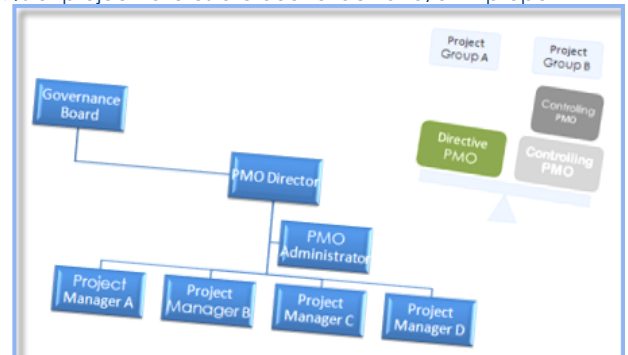 Project
Group A
Project
Group B
Governance
Board
Controlling
PMO
Directive
PMO
Controlling
PMO
PMO Director
PMO
Administrator
Project
Manager A
Project
Manager B
Project
Manager C
Project
Manager D